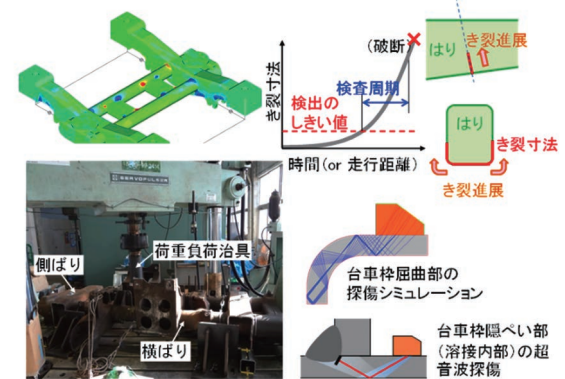 (破断)
検査周期
検出の
しきい値
き裂寸法
時間(or 走行距離)
はり
き裂進展
はり
き裂寸法
き裂進展
側ばり
荷重負荷治具
横ばり
台車枠屈曲部の
探傷シミュレーション
台車枠隠ぺい部
(溶接内部)の超
音波探傷